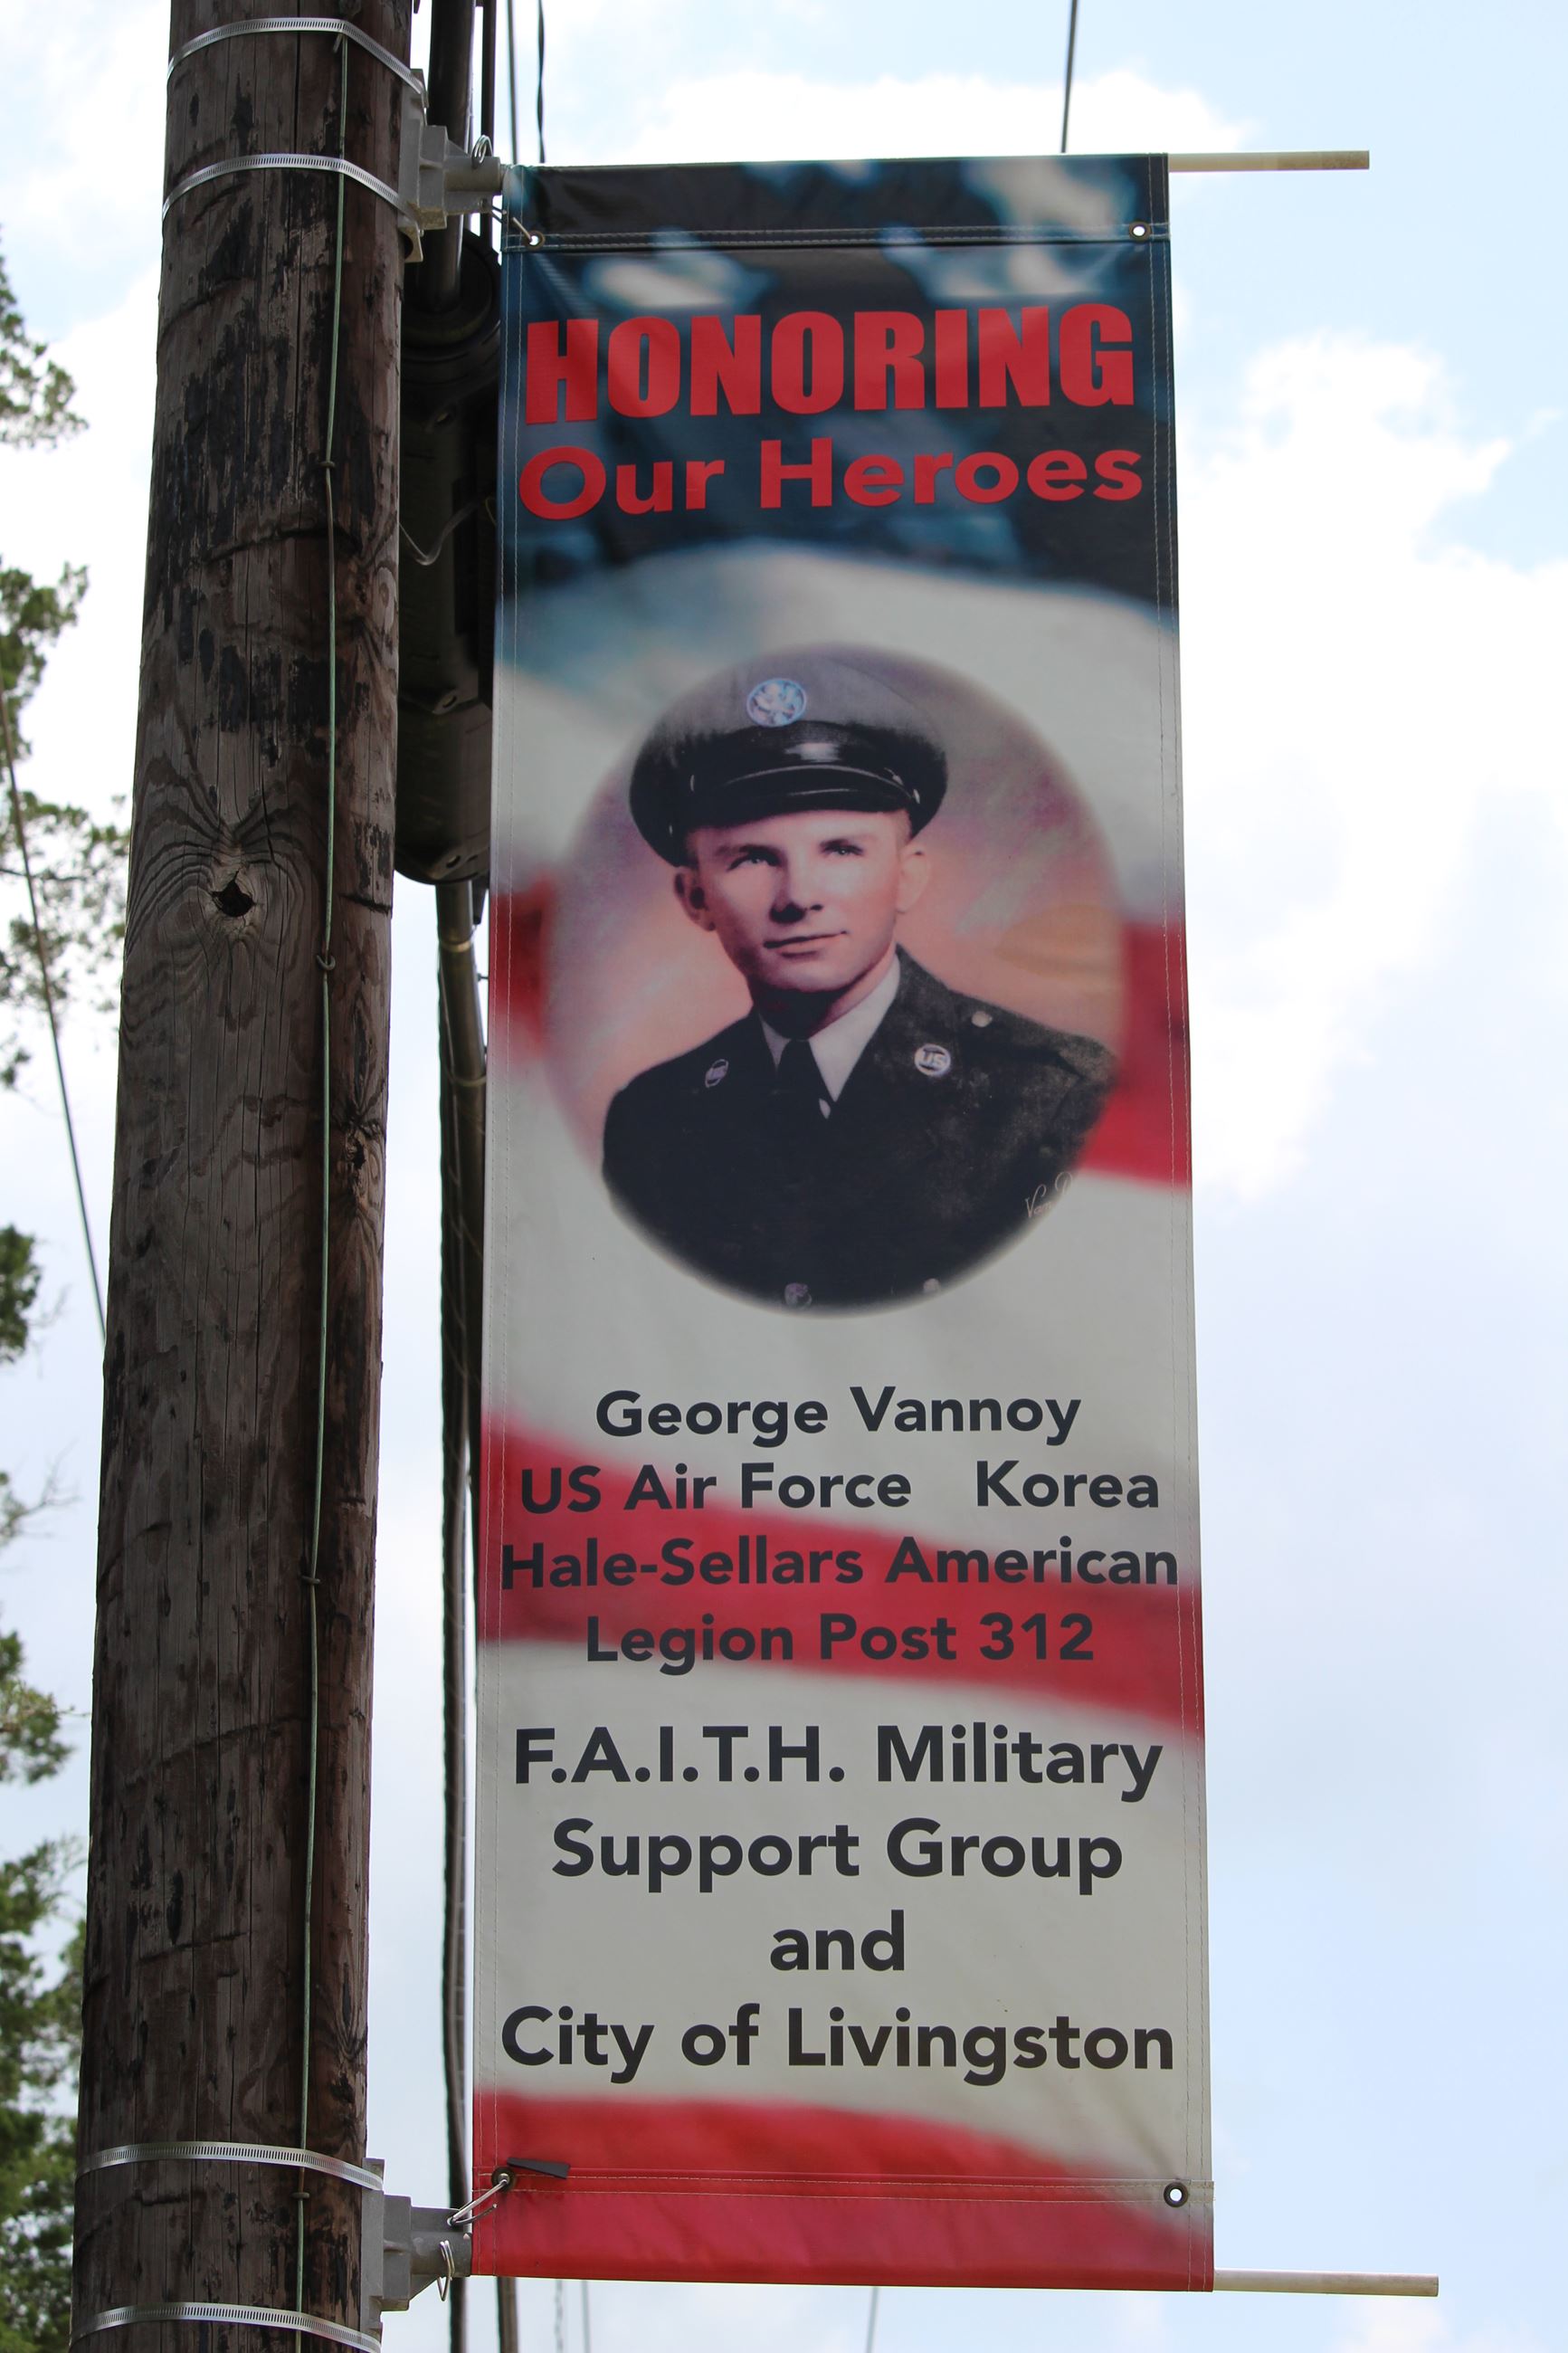 HONORING
Our Heroes
US
George Vannoy
US Air Force Korea
Hale-Sellars American
Legion Post 312
F.A.I.T.H. Military
Support Group
and
City of Livingston